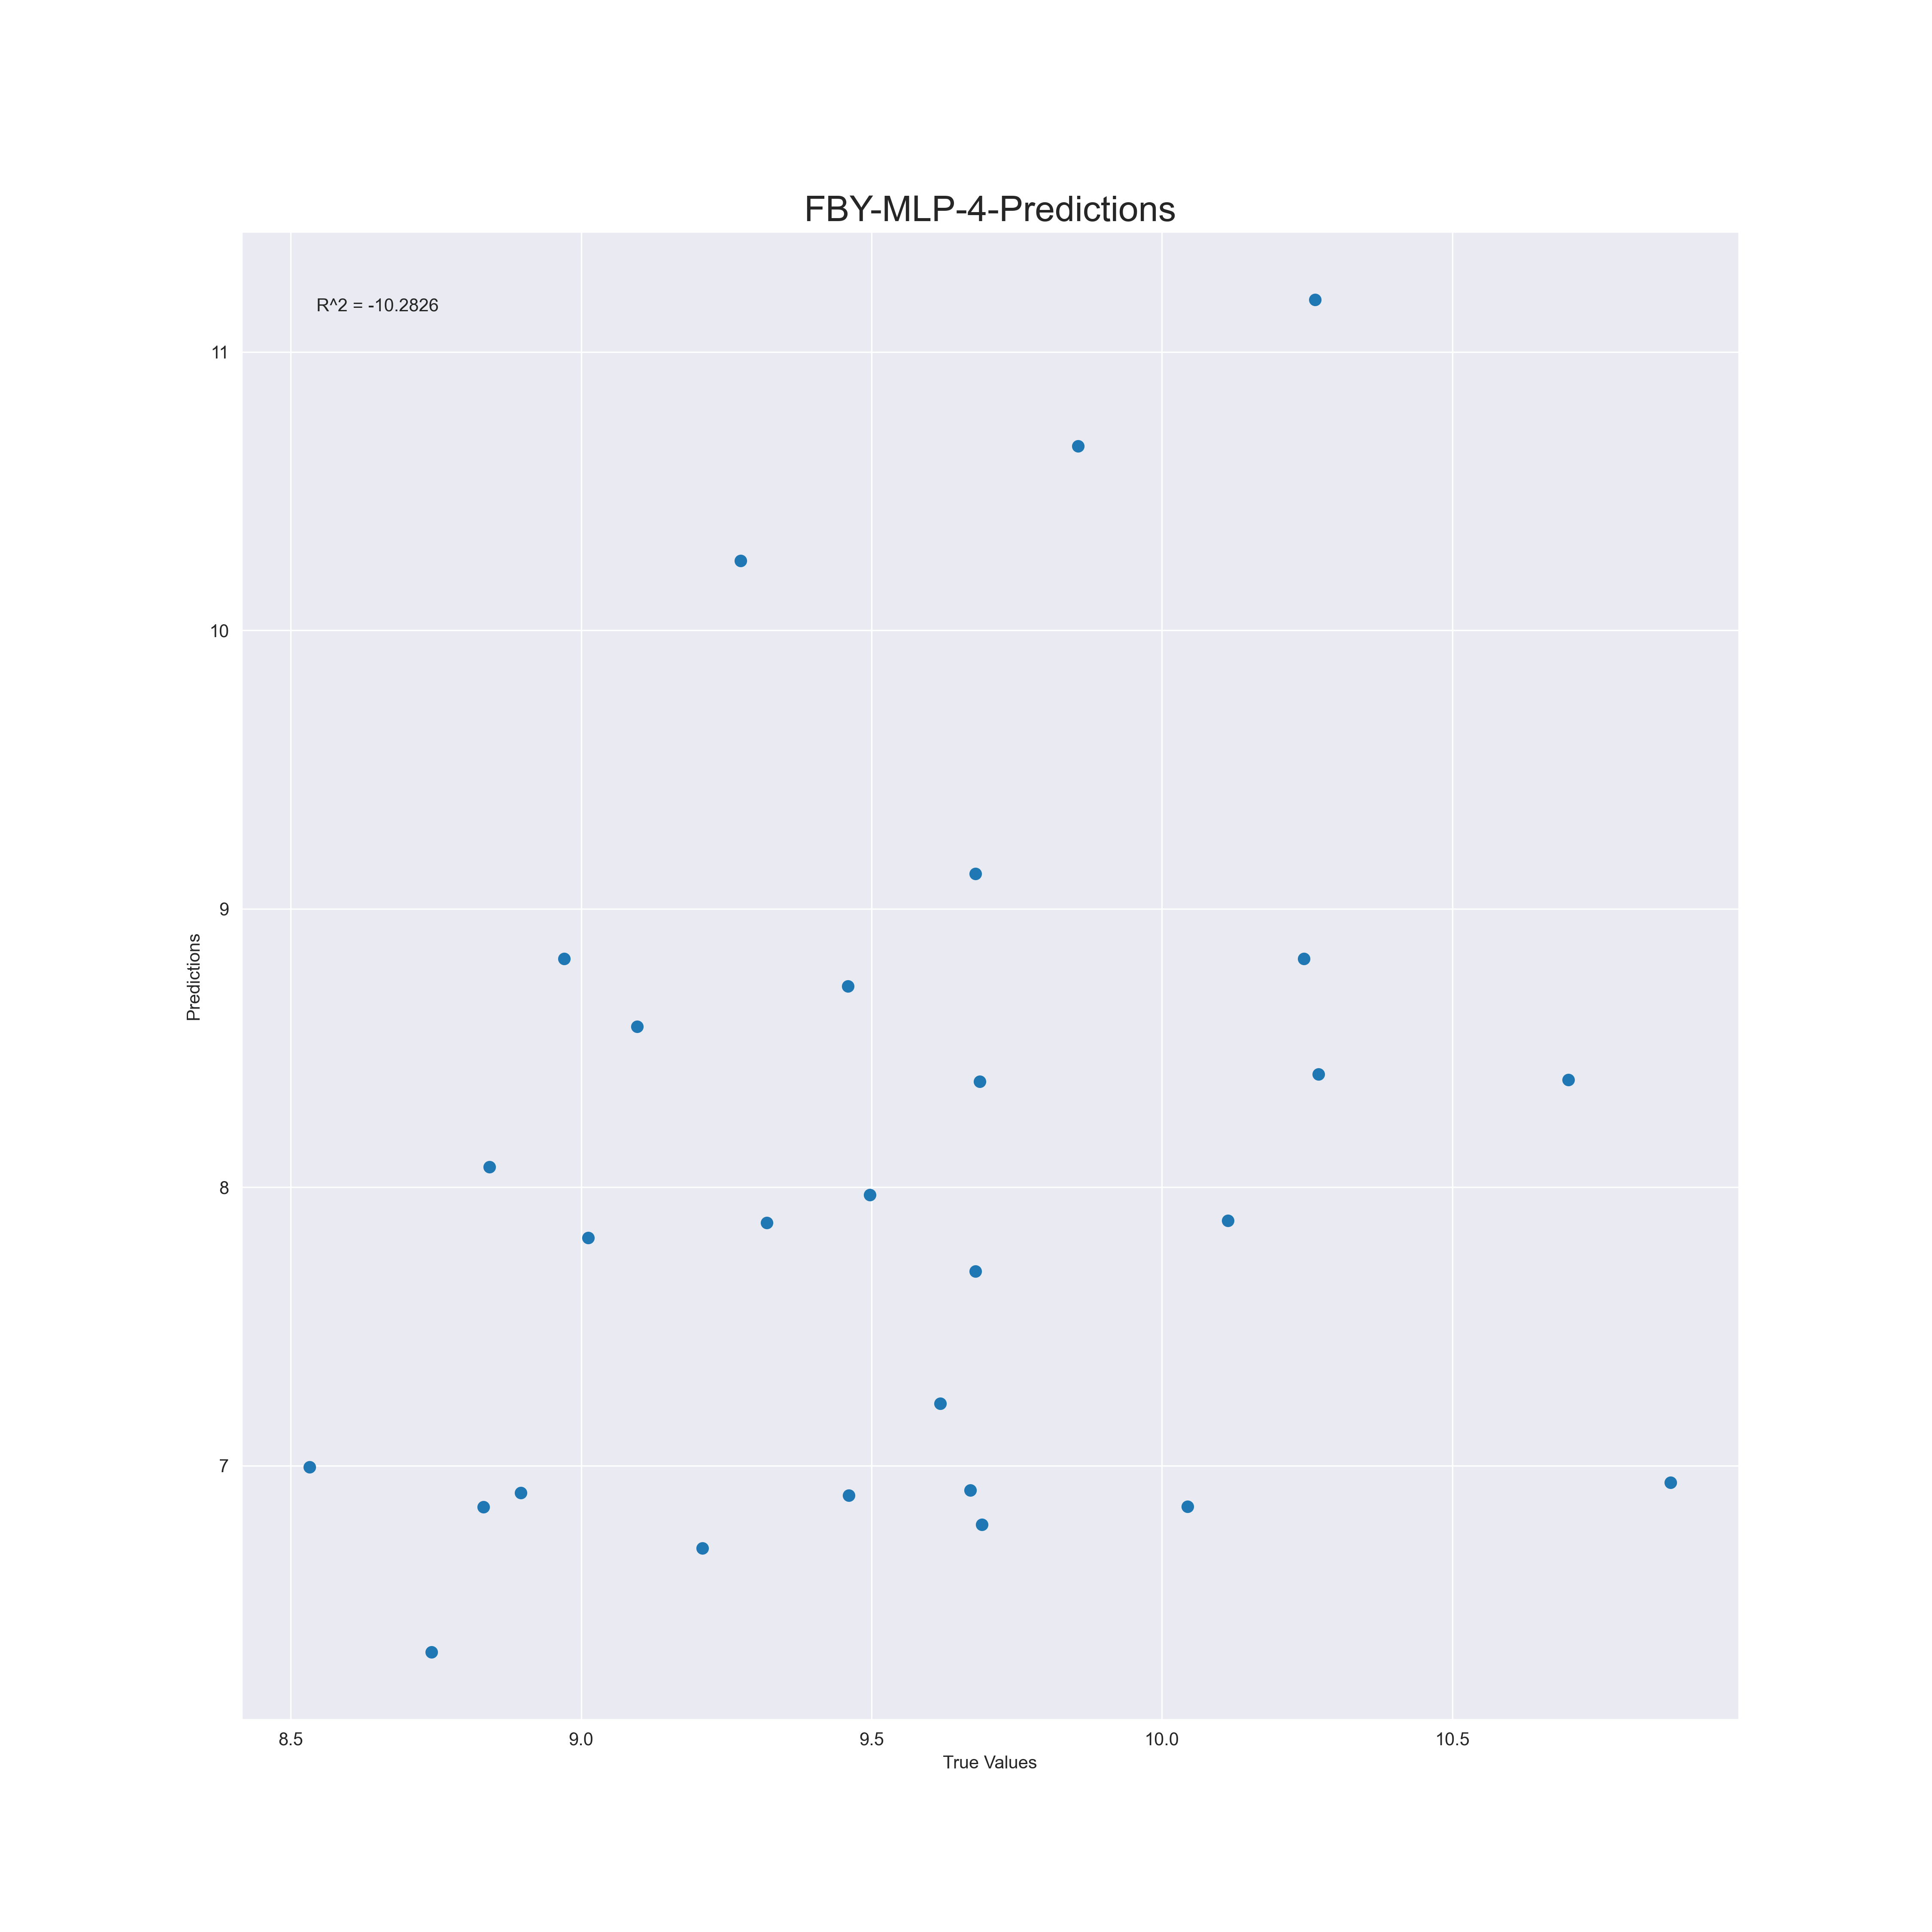 FBY-MLP-4-Predictions
R^2 = -10.2826
11
10
9
8
7
Predictions
8.5 9.0 9.5 10.0 10.5
True Values